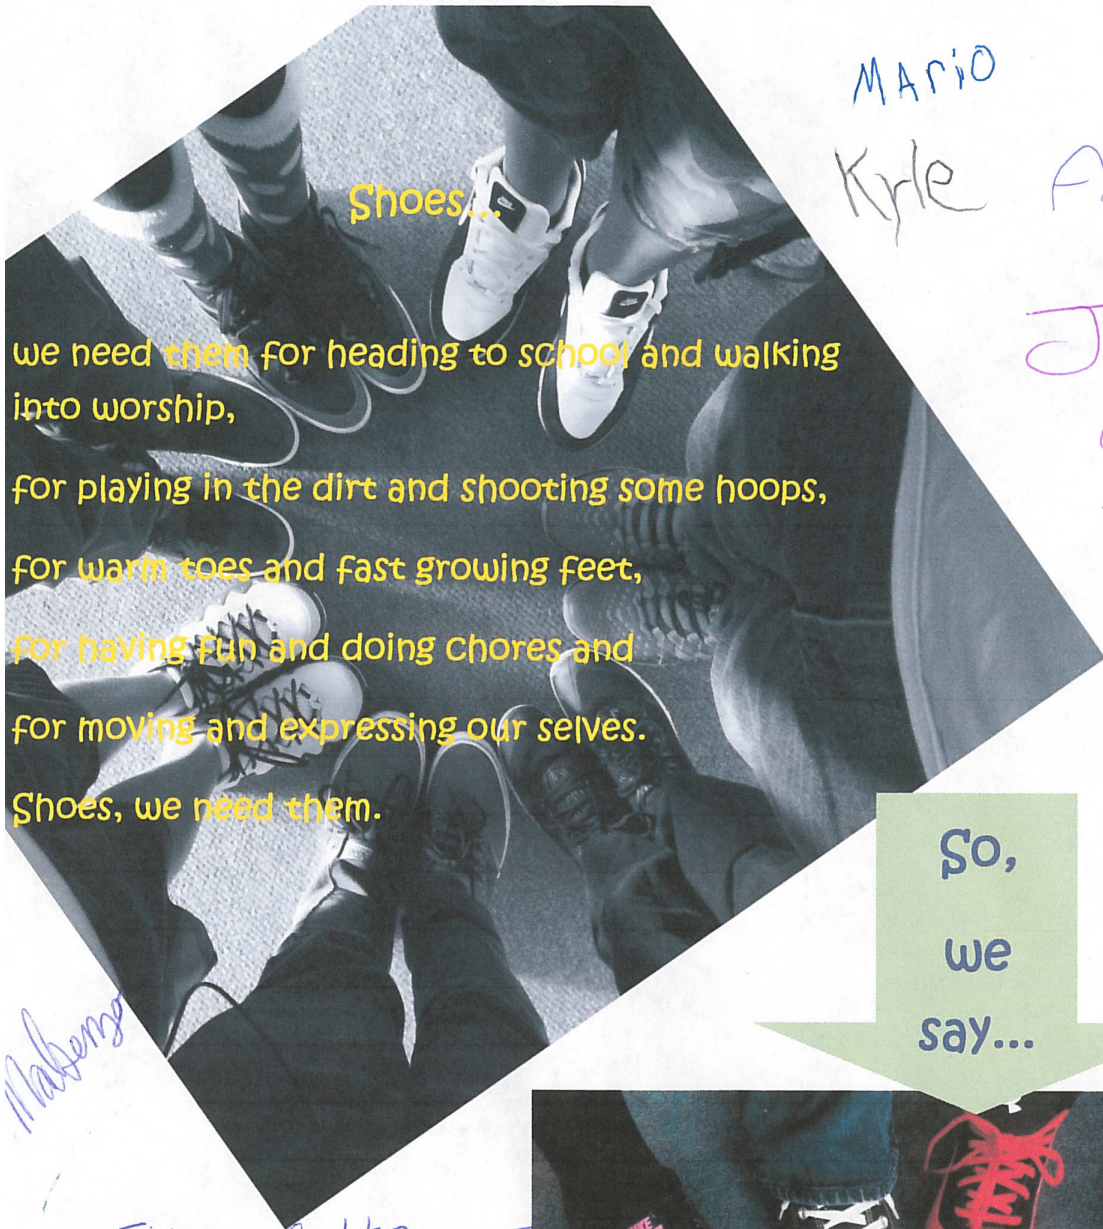 MARiO
Kyle
Shoes...
we need them for heading to school and walking
into worship,
for playing in the dirt and shooting some hoops,
for warm toes and fast growing feet,
for having fun and doing chores and
for moving and expressing our selves.
Shoes, we need them.
So,
we
say...